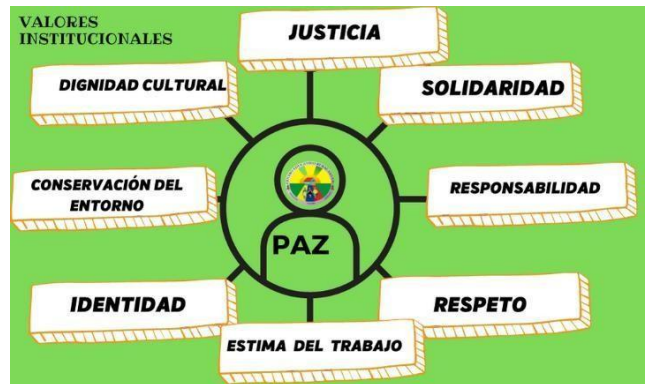 VALORES
INSTITUCIONALES
JUSTICIA
DIGNIDAD CULTURAL
SOLIDARIDAD
CONSERVACIÓN DEL
ENTORNO
RESPONSABILIDAD
PAZ
IDENTIDAD
RESPETO
ESTIMA DEL TRABAJO